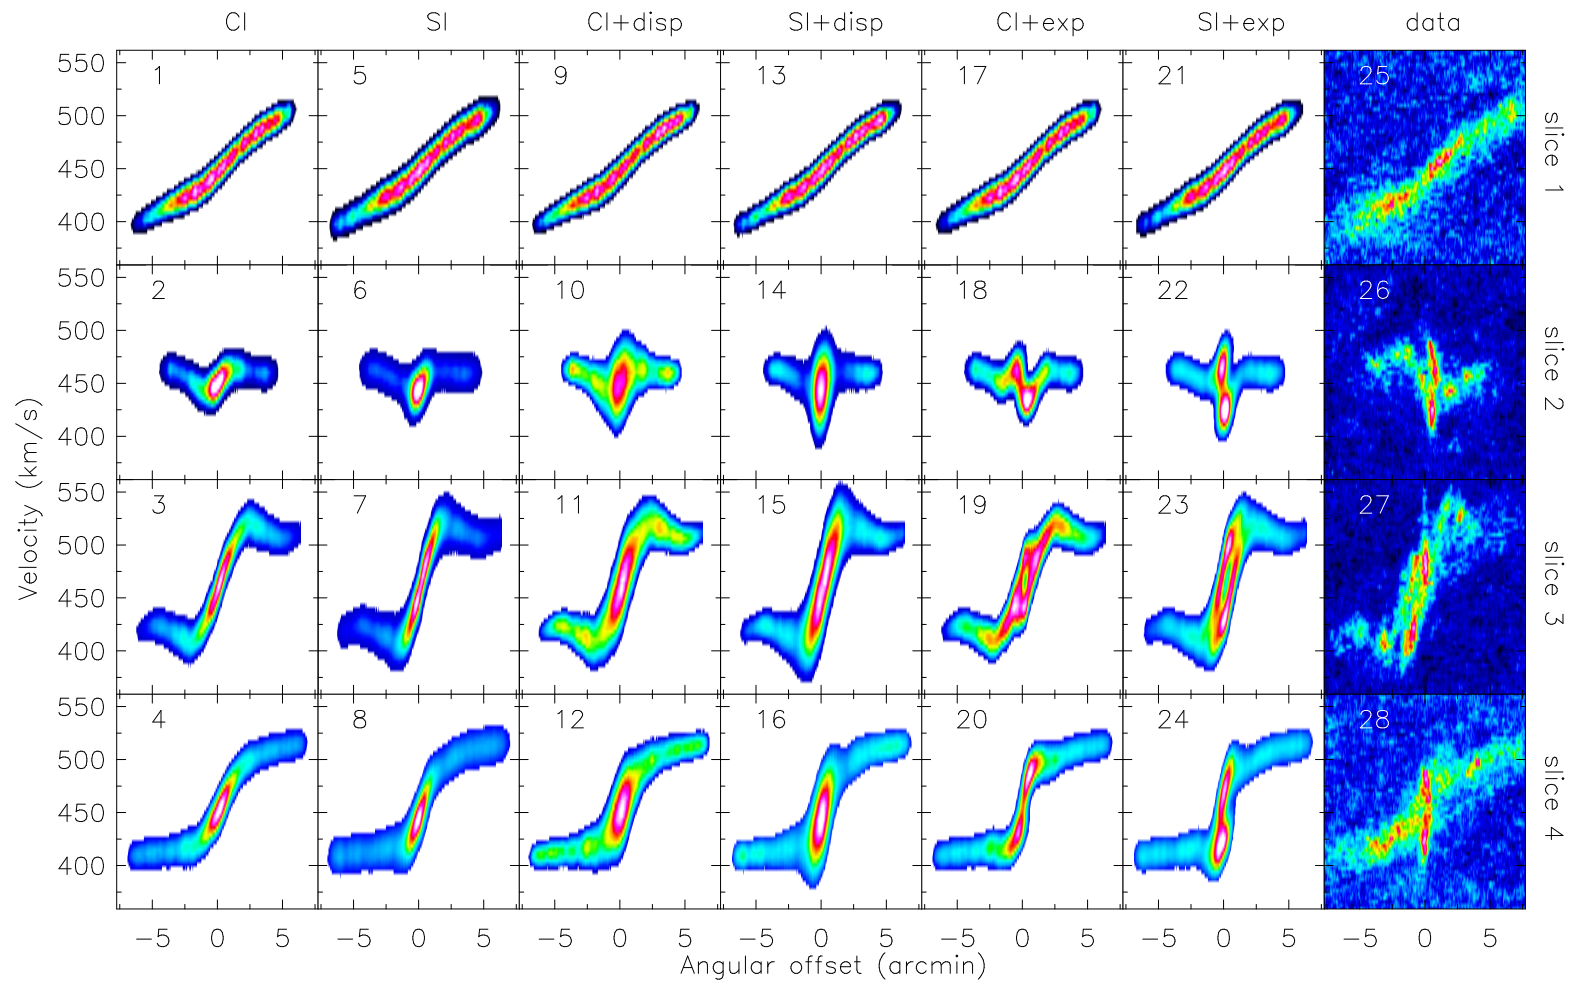 CI SI CI+disp SI+disp CI+exp SI+exp data
550 1 5 9 13 17 21 25
500
450
400
slice 1
550 2 6 10 14 18 22 26
500
450
400
slice 2
550 3 7 11 15 19 23 27
500
450
400
slice 3
550 4 8 12 16 20 24 28
500
450
400
slice 4
Velocity (km/s)
−5 0 5 −5 0 5 −5 0 5 −5 0 5 −5 0 5 −5 0 5 −5 0 5
Angular offset (arcmin)